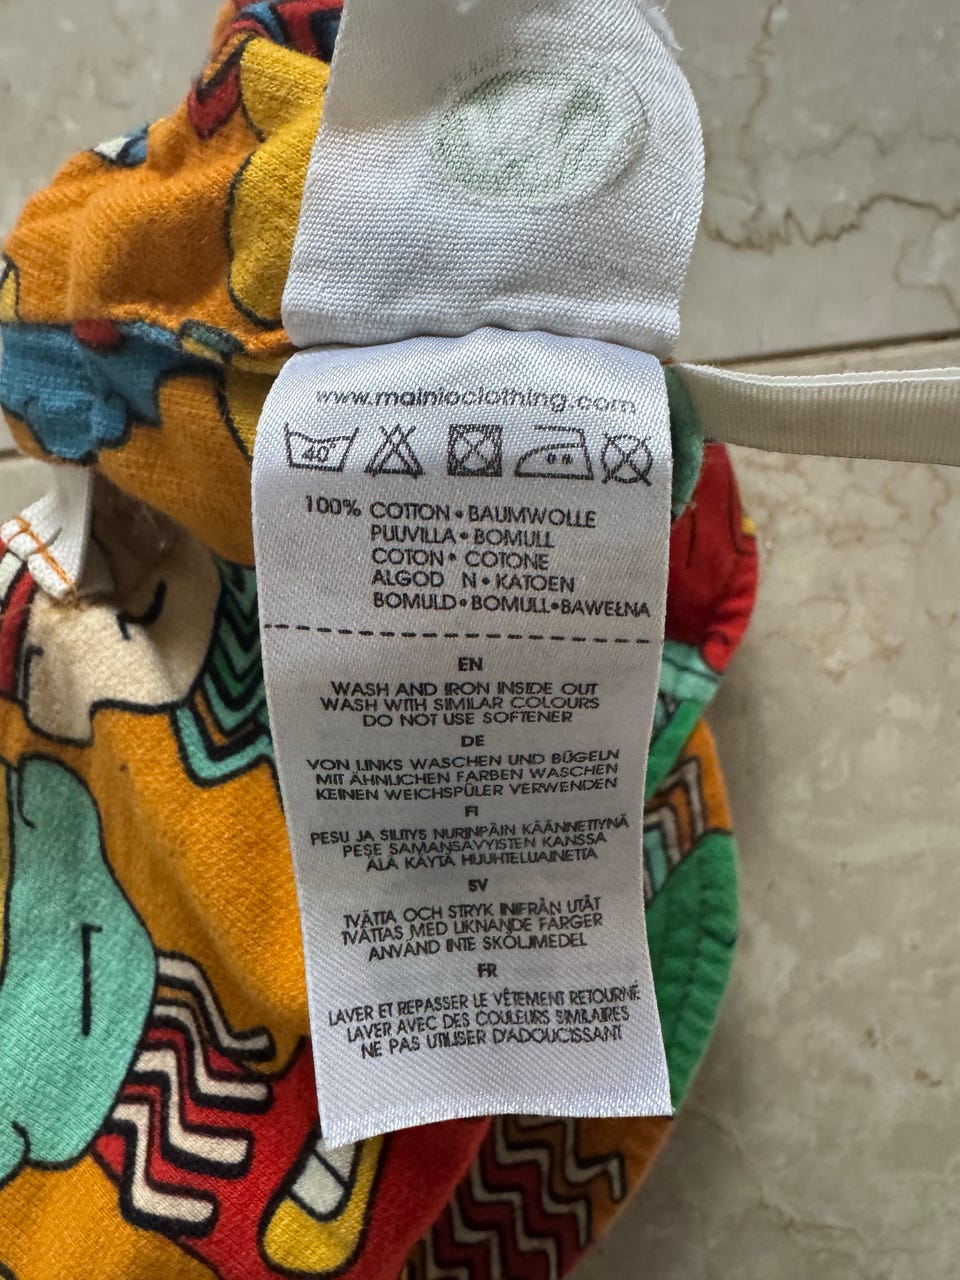 www.mainioclothing.com
40°
100% COTTON • BAUMWOLLE
PUUVILLA • BOMULL
COTON • COTONE
ALGOD N • KATOEN
BOMULD • BOMULL • BAWEŁNA
EN
WASH AND IRON INSIDE OUT
WASH WITH SIMILAR COLOURS
DO NOT USE SOFTENER
DE
VON LINKS WASCHEN UND BÜGELN
MIT ÄHNLICHEN FARBEN WASCHEN
KEINEN WEICHSPÜLER VERWENDEN
FI
PESU JA SILITYS NURINPÄIN KÄÄNNETTYNÄ
PESE SAMANSÄVYISTEN KANSSA
ÄLÄ KÄYTÄ HUUHTELUAINETTA
SV
TVÄTTA OCH STRYK INIFRÅN UTÅT
TVÄTTAS MED LIKNANDE FÄRGER
ANVÄND INTE SKÖLJMEDEL
FR
LAVER ET REPASSER LE VÊTEMENT RETOURNÉ
LAVER AVEC DES COULEURS SIMILAIRES
NE PAS UTILISER D'ADOUCISSANT